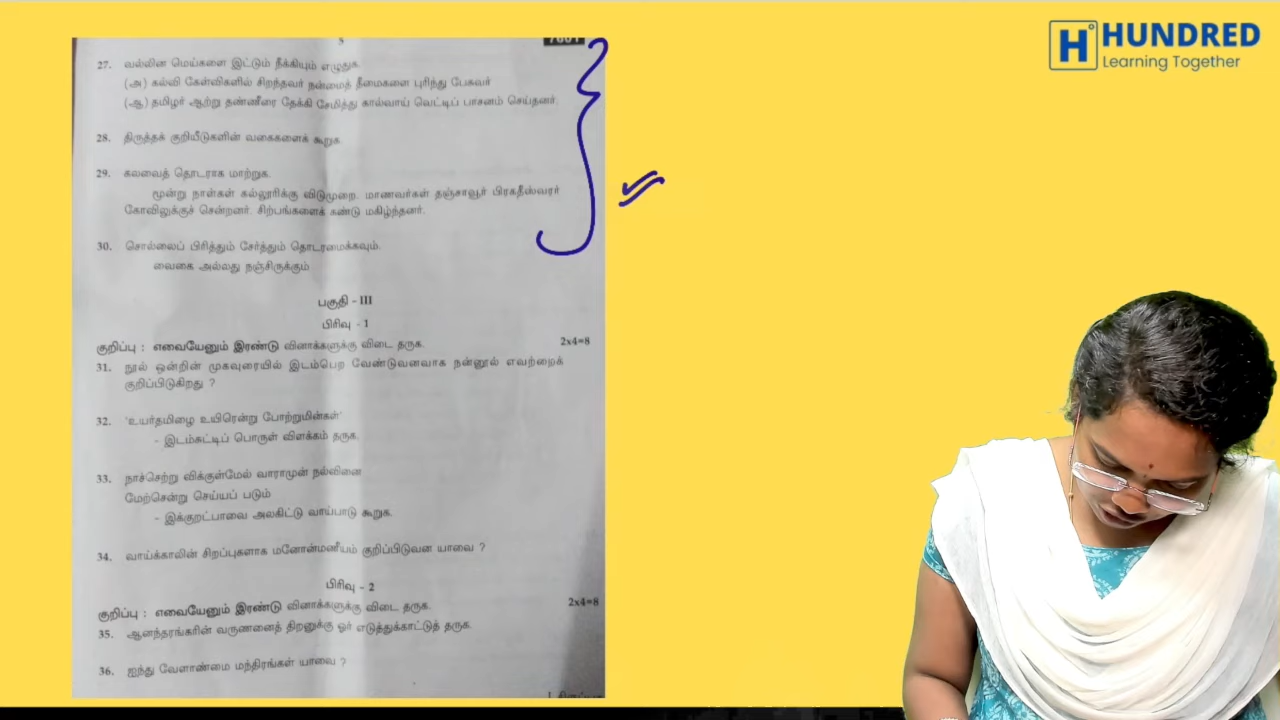 5
7601
27. வல்லின மெய்களை இட்டும் நீக்கியும் எழுதுக.
(அ) கல்வி கேள்விகளில் சிறந்தவர் நன்மைத் தீமைகளை புரிந்து பேசுவர்
(ஆ) தமிழர் ஆற்று தண்ணீரை தேக்கி சேமித்து கால்வாய் வெட்டிப் பாசனம் செய்தனர்.
28. திருத்தக் குறியீடுகளின் வகைகளைக் கூறுக.
29. கலவைத் தொடராக மாற்றுக.
மூன்று நாள்கள் கல்லூரிக்கு விடுமுறை. மாணவர்கள் தஞ்சாவூர் பிரகதீஸ்வரர்
கோவிலுக்குச் சென்றனர். சிற்பங்களைக் கண்டு மகிழ்ந்தனர்.
30. சொல்லைப் பிரித்தும் சேர்த்தும் தொடரமைக்கவும்.
வைகை அல்லது நஞ்சிருக்கும்
பகுதி - III
பிரிவு - 1
குறிப்பு : எவையேனும் இரண்டு வினாக்களுக்கு விடை தருக. 2x4=8
31. நூல் ஒன்றின் முகவுரையில் இடம்பெற வேண்டுவனவாக நன்னூல் எவற்றைக்
குறிப்பிடுகிறது ?
32. 'உயர்தமிழை உயிரென்று போற்றுமின்கள்'
- இடம்சுட்டிப் பொருள் விளக்கம் தருக.
33. நாச்செற்று விக்குள்மேல் வாராமுன் நல்வினை
மேற்சென்று செய்யப் படும்
- இக்குறட்பாவை அலகிட்டு வாய்பாடு கூறுக.
34. வாய்க்காலின் சிறப்புகளாக மனோன்மணீயம் குறிப்பிடுவன யாவை ?
பிரிவு - 2
குறிப்பு : எவையேனும் இரண்டு வினாக்களுக்கு விடை தருக. 2x4=8
35. ஆனந்தரங்கரின் வருணனைத் திறனுக்கு ஓர் எடுத்துக்காட்டுத் தருக.
36. ஐந்து வேளாண்மை மந்திரங்கள் யாவை ?
H HUNDRED
Learning Together